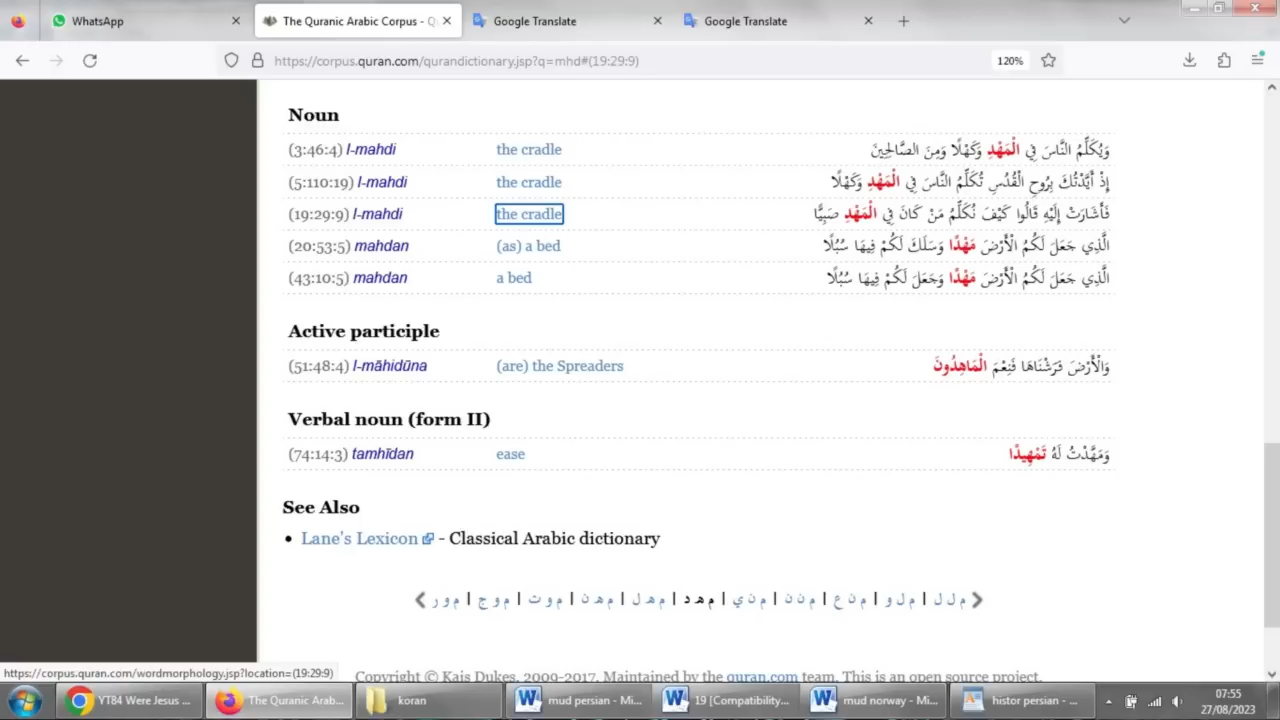 WhatsApp
The Quranic Arabic Corpus - Qu
Google Translate
Google Translate
https://corpus.quran.com/qurandictionary.jsp?q=mhd#(19:29:9)
120%
Noun
(3:46:4) l-mahdi the cradle وَيُكَلِّمُ النَّاسَ فِي الْمَهْدِ وَكَهْلًا وَمِنَ الصَّالِحِينَ
(5:110:19) l-mahdi the cradle إِذْ أَيَّدْتُكَ بِرُوحِ الْقُدُسِ تُكَلِّمُ النَّاسَ فِي الْمَهْدِ وَكَهْلًا
(19:29:9) l-mahdi the cradle فَأَشَارَتْ إِلَيْهِ قَالُوا كَيْفَ نُكَلِّمُ مَنْ كَانَ فِي الْمَهْدِ صَبِيًّا
(20:53:5) mahdan (as) a bed الَّذِي جَعَلَ لَكُمُ الْأَرْضَ مَهْدًا وَسَلَكَ لَكُمْ فِيهَا سُبُلًا
(43:10:5) mahdan a bed الَّذِي جَعَلَ لَكُمُ الْأَرْضَ مَهْدًا وَجَعَلَ لَكُمْ فِيهَا سُبُلًا
Active participle
(51:48:4) l-māhidūna (are) the Spreaders وَالْأَرْضَ فَرَشْنَاهَا فَنِعْمَ الْمَاهِدُونَ
Verbal noun (form II)
(74:14:3) tamhīdan ease وَمَهَّدْتُ لَهُ تَمْهِيدًا
See Also
• Lane's Lexicon - Classical Arabic dictionary
م ل ل | م ل و | م ن ع | م ن ن | م ن ي | م ه د | م ه ل | م ه ن | م و ت | م و ج | م و ر
https://corpus.quran.com/wordmorphology.jsp?location=(19:29:9)
Copyright © Kais Dukes, 2009-2017. Maintained by the quran.com team. This is an open source project.
YT84 Were Jesus ...
The Quranic Arab...
koran
mud persian - Mi...
19 [Compatibility...
mud norway - Mi...
histor persian - ...
07:55
27/08/2023